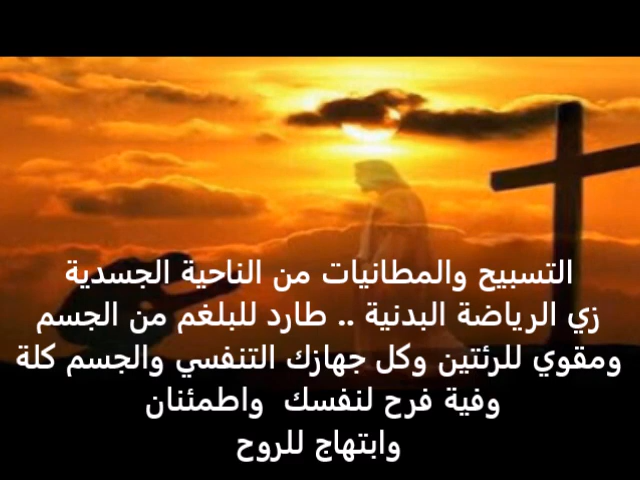 التسبيح والمطانيات من الناحية الجسدية
زي الرياضة البدنية .. طارد للبلغم من الجسم
ومقوي للرئتين وكل جهازك التنفسي والجسم كلة
وفية فرح لنفسك واطمئنان
وابتهاج للروح